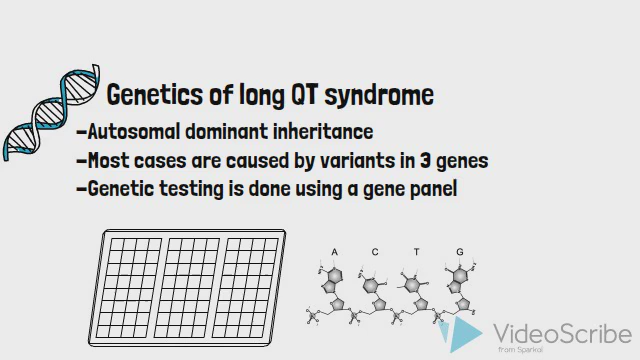 Genetics of long QT syndrome
–Autosomal dominant inheritance
–Most cases are caused by variants in 3 genes
–Genetic testing is done using a gene panel
A C T G
VideoScribe
from Sparkol